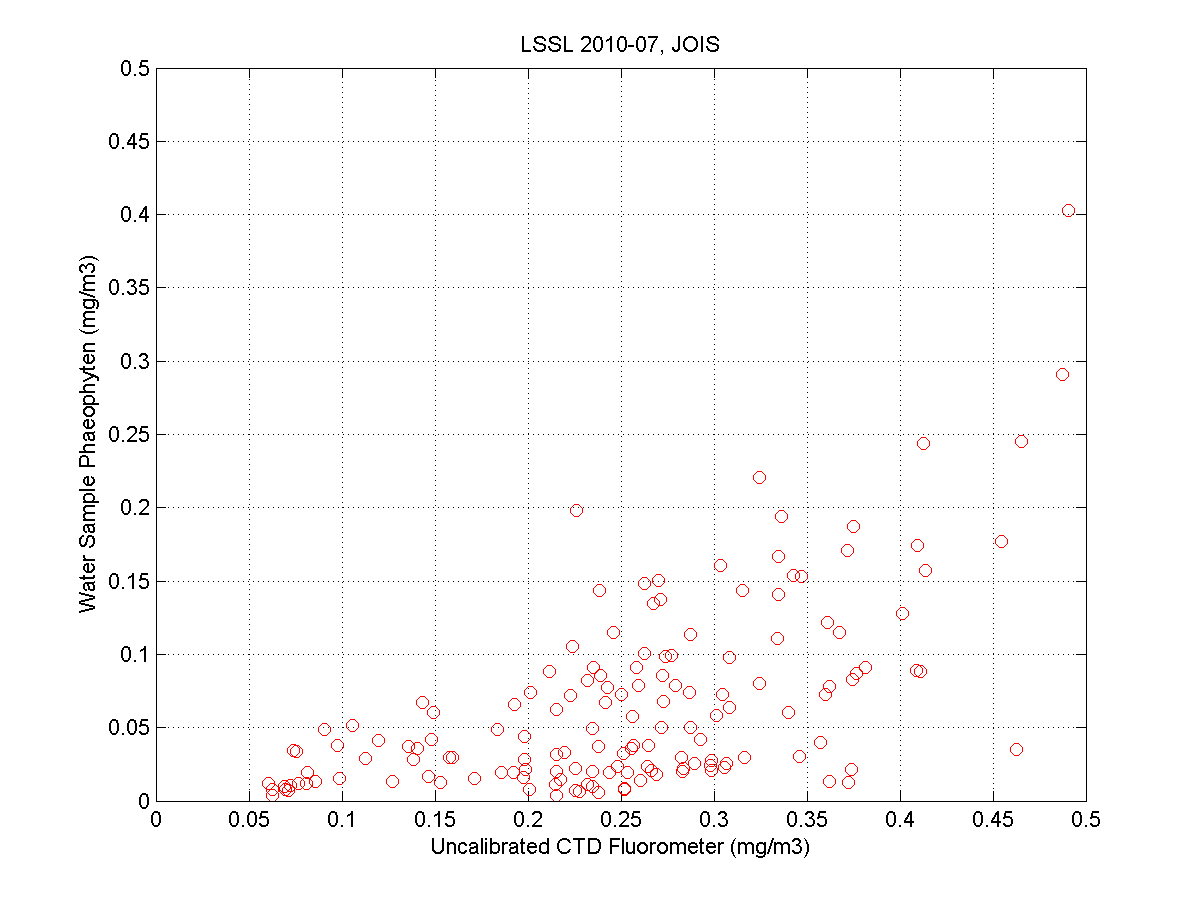 LSSL 2010-07, JOIS
0.5
0.45
0.4
0.35
0.3
0.25
0.2
0.15
0.1
0.05
0
Water Sample Phaeophyten (mg/m3)
0 0.05 0.1 0.15 0.2 0.25 0.3 0.35 0.4 0.45 0.5
Uncalibrated CTD Fluorometer (mg/m3)